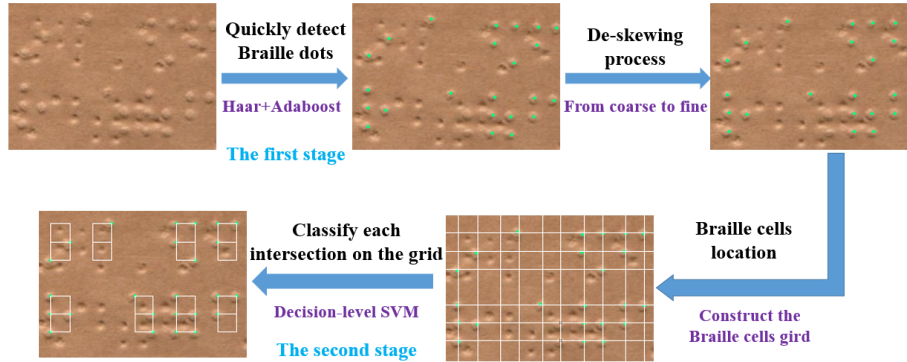 Quickly detect
Braille dots
Haar+Adaboost
The first stage
De-skewing
process
From coarse to fine
Braille cells
location
Construct the
Braille cells gird
Classify each
intersection on the grid
Decision-level SVM
The second stage